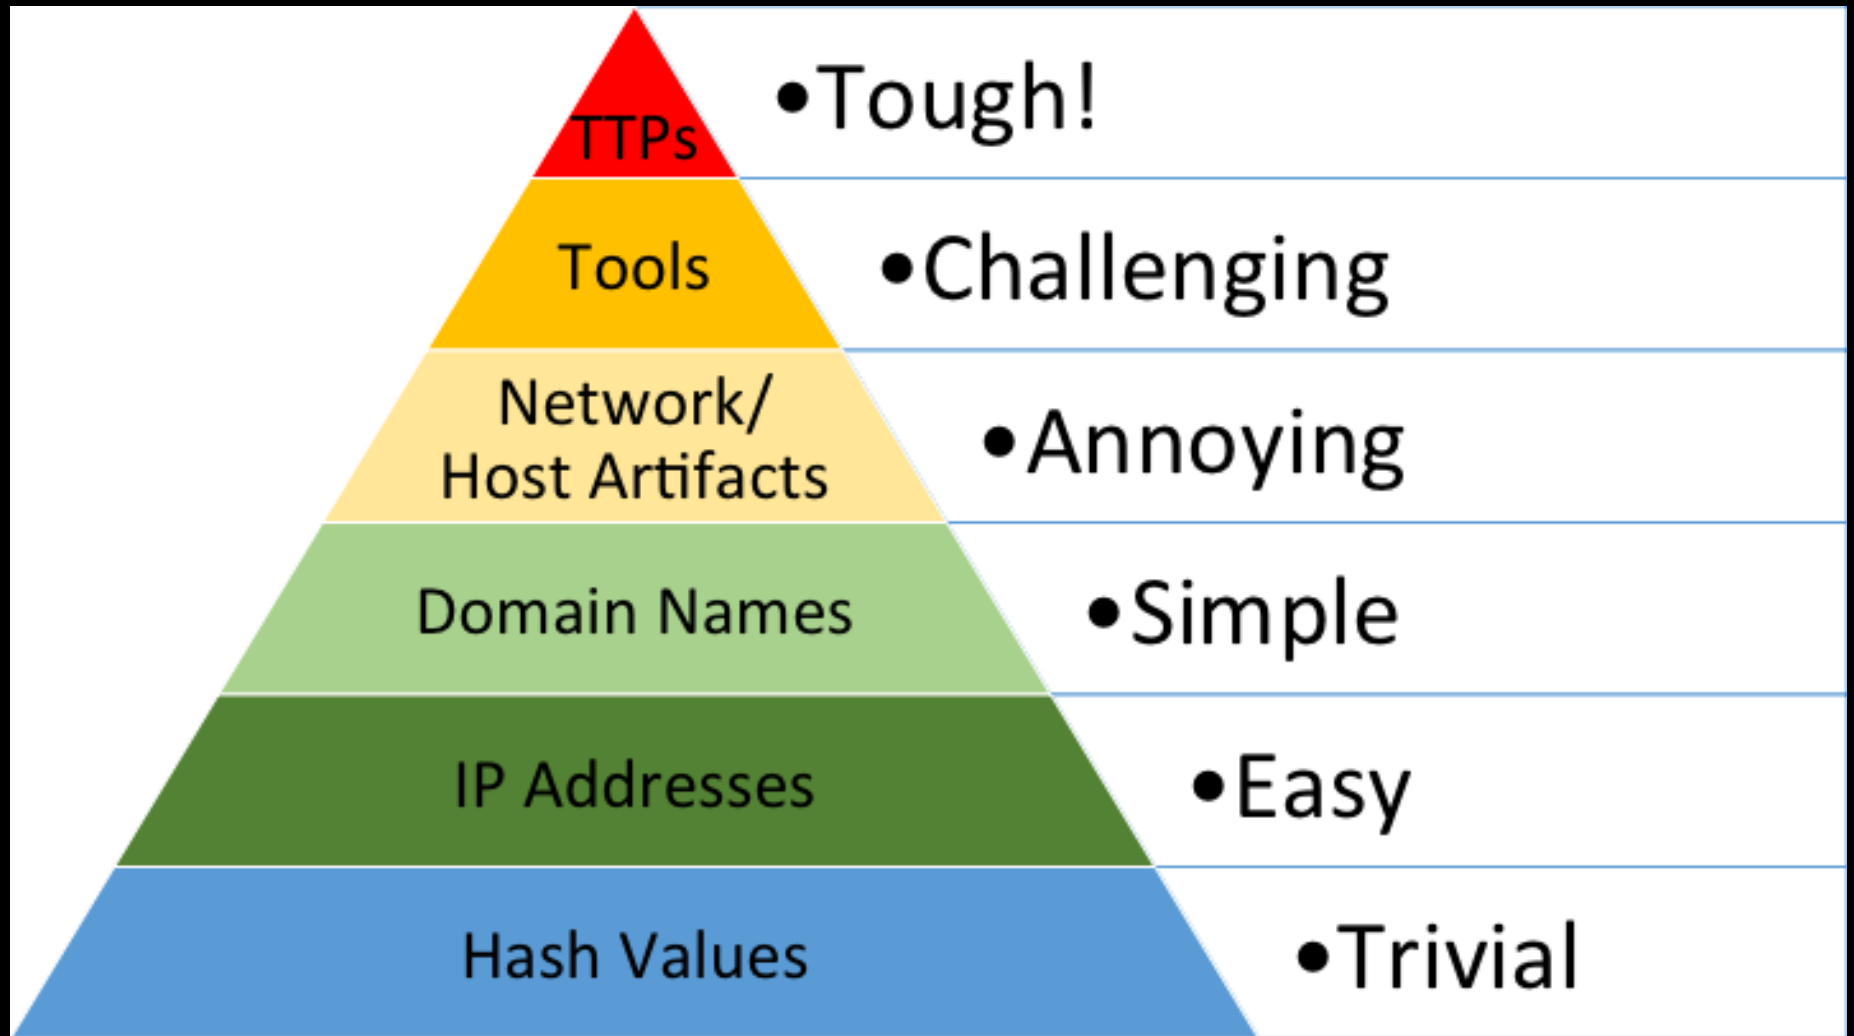 TTPs
•Tough!
Tools
•Challenging
Network/
Host Artifacts
•Annoying
Domain Names
•Simple
IP Addresses
•Easy
Hash Values
•Trivial